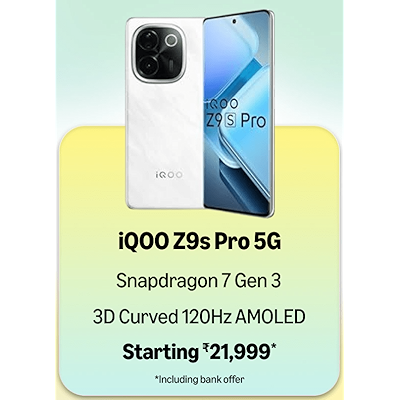 iQOO
Z9s Pro
iQOO
iQOO Z9s Pro 5G
Snapdragon 7 Gen 3
3D Curved 120Hz AMOLED
Starting ₹21,999*
*Including bank offer